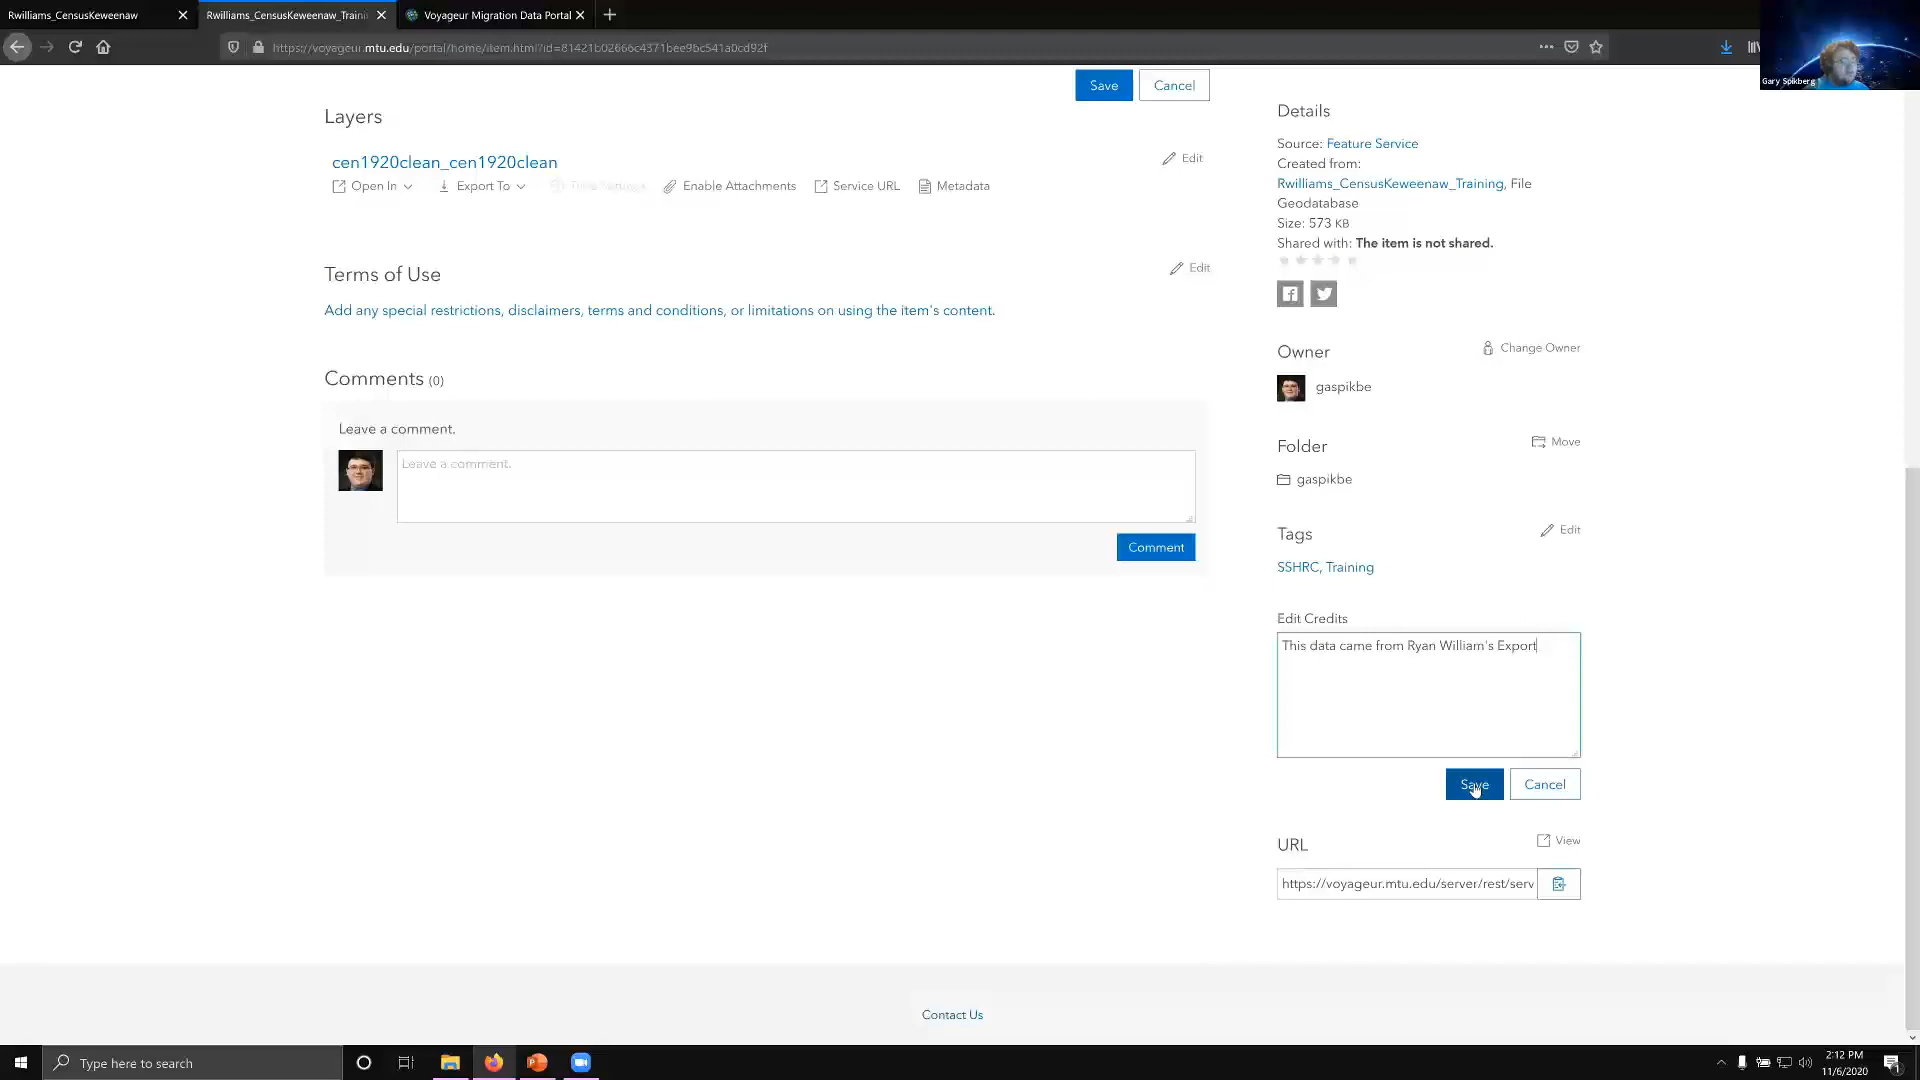 Rwilliams_CensusKeweenaw
Rwilliams_CensusKeweenaw_Traini
Voyageur Migration Data Portal
https://voyageur.mtu.edu/portal/home/item.html?id=81421b02666c4371bee9bc541a0cd92f
Gary Spikberg
Save
Cancel
Layers
cen1920clean_cen1920clean
Edit
Open In
Export To
Time Settings
Enable Attachments
Service URL
Metadata
Terms of Use
Edit
Add any special restrictions, disclaimers, terms and conditions, or limitations on using the item's content.
Comments (0)
Leave a comment.
Leave a comment.
Comment
Details
Source: Feature Service
Created from:
Rwilliams_CensusKeweenaw_Training, File
Geodatabase
Size: 573 KB
Shared with: The item is not shared.
Owner
Change Owner
gaspikbe
Folder
Move
gaspikbe
Tags
Edit
SSHRC, Training
Edit Credits
This data came from Ryan William's Export
Save
Cancel
URL
View
https://voyageur.mtu.edu/server/rest/serv
Contact Us
Type here to search
2:12 PM
11/6/2020